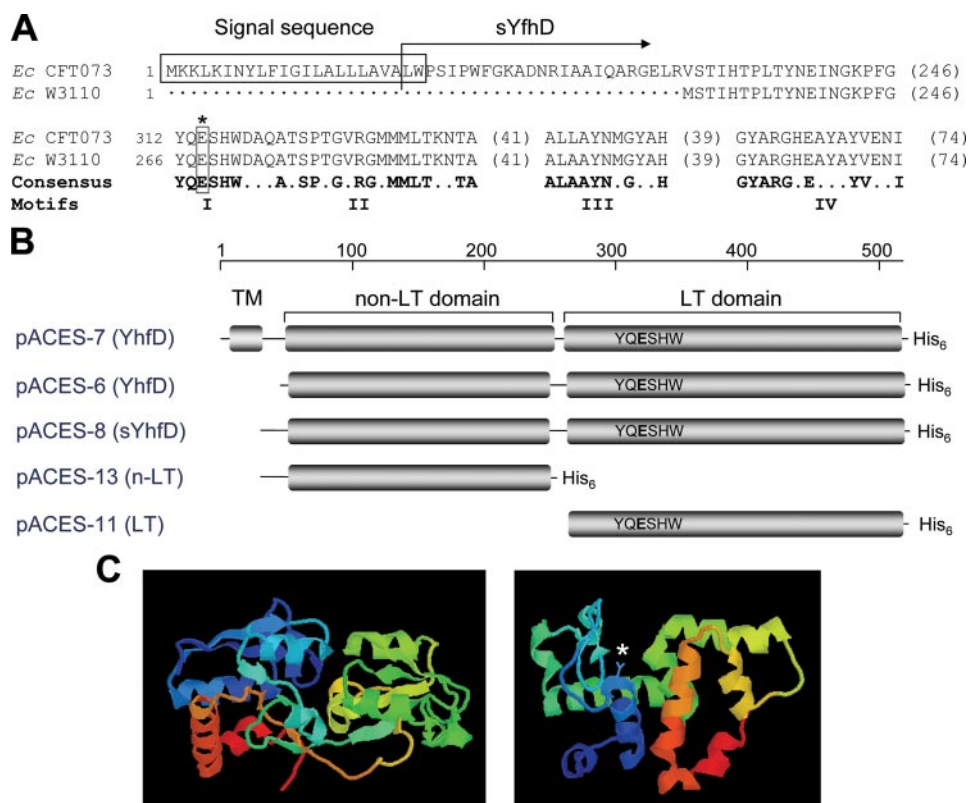 A
Signal sequence sYfhD
Ec CFT073 1 MKKLKINYLFIGILALLLAVALWPSIPWFGKADNRIAAIQARGELRVSTIHTPLTYNEINGKPFG (246)
Ec W3110 1 ··············································MSTIHTPLTYNEINGKPFG (246)
*
Ec CFT073 312 YQESHWDAQATSPTGVRGMMMLTKNTA (41) ALLAYNMGYAH (39) GYARGHEAYAYVENI (74)
Ec W3110 266 YQESHWDAQATSPTGVRGMMMLTKNTA (41) ALLAYNMGYAH (39) GYARGHEAYAYVENI (74)
Consensus YQESHW...A.SP.G.RG.MMLT..TA ALAAYN.G..H GYARG.E...YV..I
Motifs I II III IV
B
1 100 200 300 400 500
TM non-LT domain LT domain
pACES-7 (YhfD) YQESHW His6
pACES-6 (YhfD) YQESHW His6
pACES-8 (sYhfD) YQESHW His6
pACES-13 (n-LT) His6
pACES-11 (LT) YQESHW His6
C
*